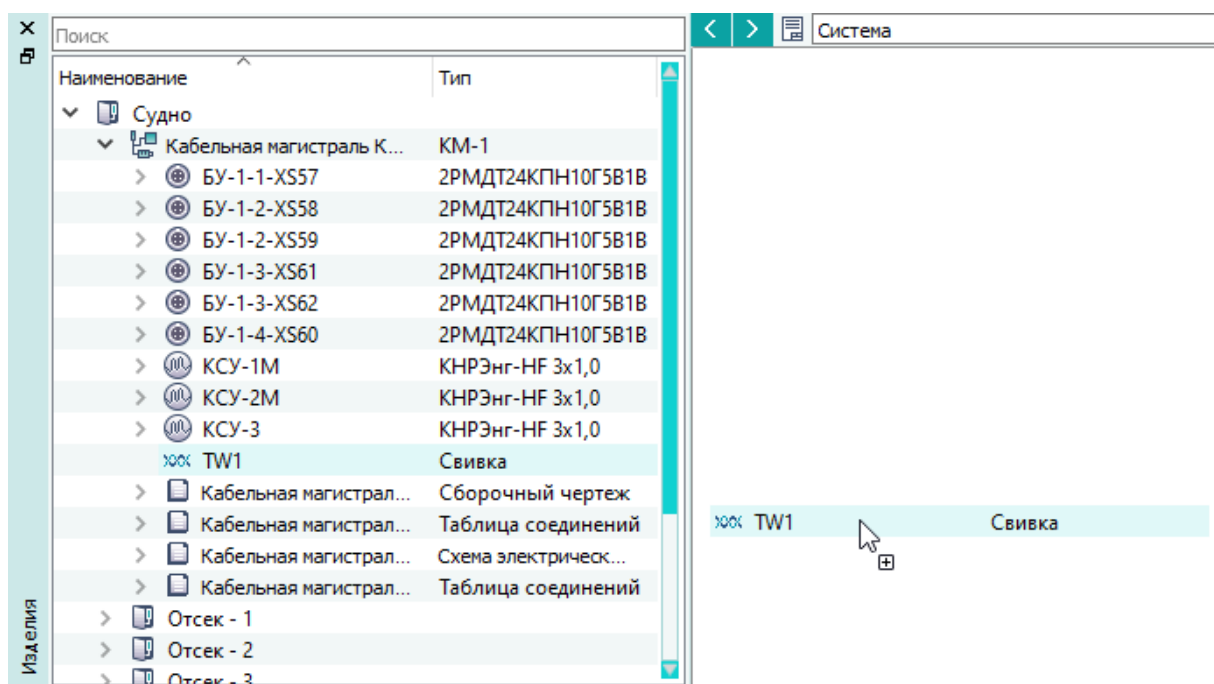 Поиск
Система
Наименование Тип
Судно
Кабельная магистраль К... КМ-1
БУ-1-1-XS57 2РМДТ24КПН10Г5В1В
БУ-1-2-XS58 2РМДТ24КПН10Г5В1В
БУ-1-2-XS59 2РМДТ24КПН10Г5В1В
БУ-1-3-XS61 2РМДТ24КПН10Г5В1В
БУ-1-3-XS62 2РМДТ24КПН10Г5В1В
БУ-1-4-XS60 2РМДТ24КПН10Г5В1В
КСУ-1М КНРЭнг-HF 3x1,0
КСУ-2М КНРЭнг-HF 3x1,0
КСУ-3 КНРЭнг-HF 3x1,0
TW1 Свивка
Кабельная магистрал... Сборочный чертеж
Кабельная магистрал... Таблица соединений
Кабельная магистрал... Схема электрическ...
Кабельная магистрал... Таблица соединений
Отсек - 1
Отсек - 2
Отсек - 3
Изделия
TW1 Свивка